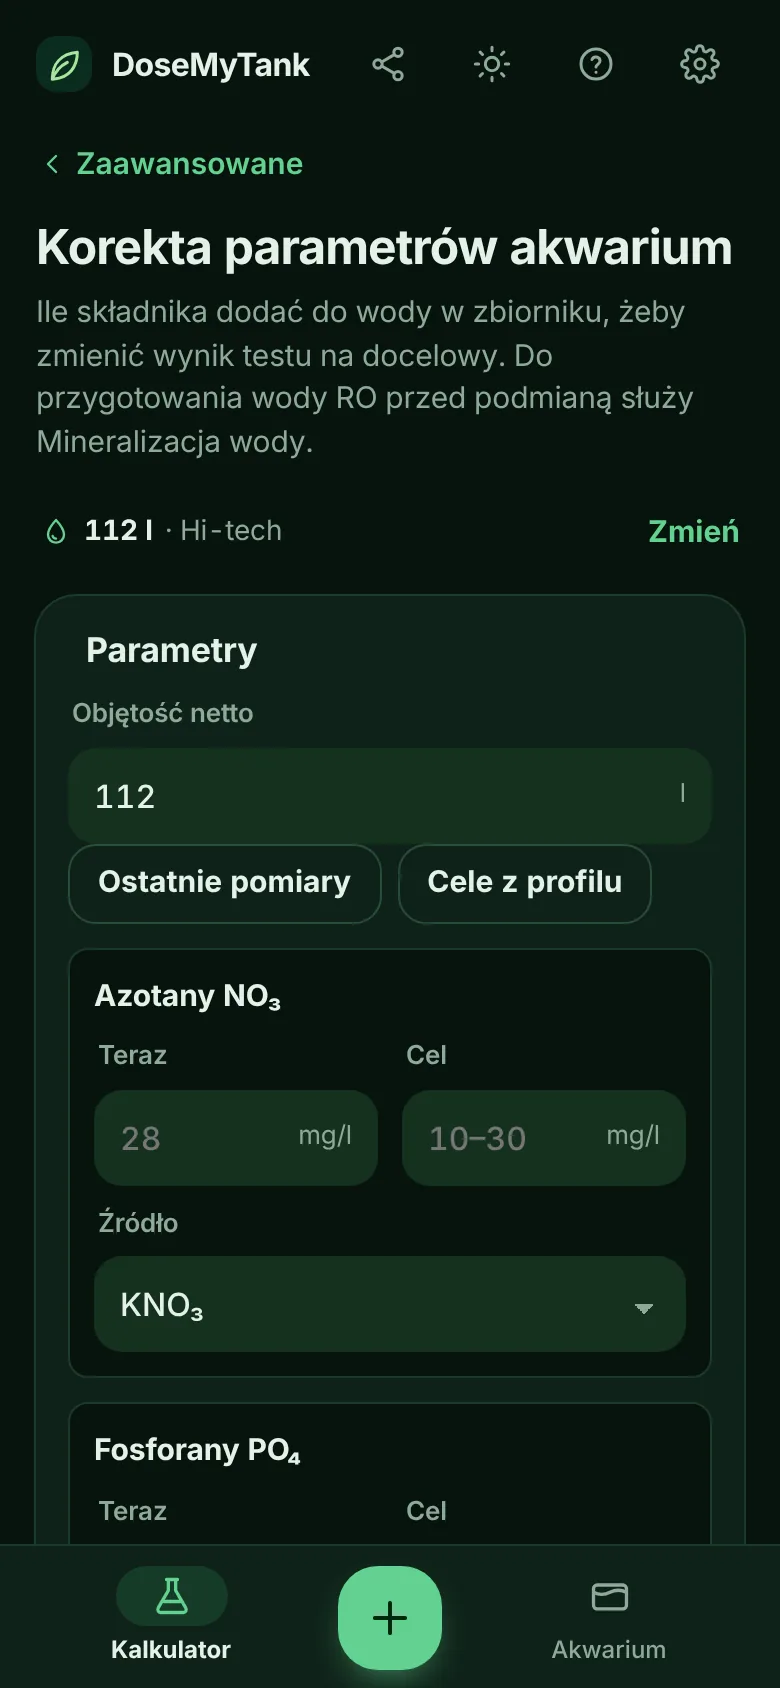 DoseMyTank
Zaawansowane
Korekta parametrów akwarium
Ile składnika dodać do wody w zbiorniku, żeby
zmienić wynik testu na docelowy. Do
przygotowania wody RO przed podmianą służy
Mineralizacja wody.
112 l · Hi-tech
Zmień
Parametry
Objętość netto
112 l
Ostatnie pomiary
Cele z profilu
Azotany NO₃
Teraz
Cel
28 mg/l
10–30 mg/l
Źródło
KNO₃
Fosforany PO₄
Teraz
Cel
Kalkulator
Akwarium